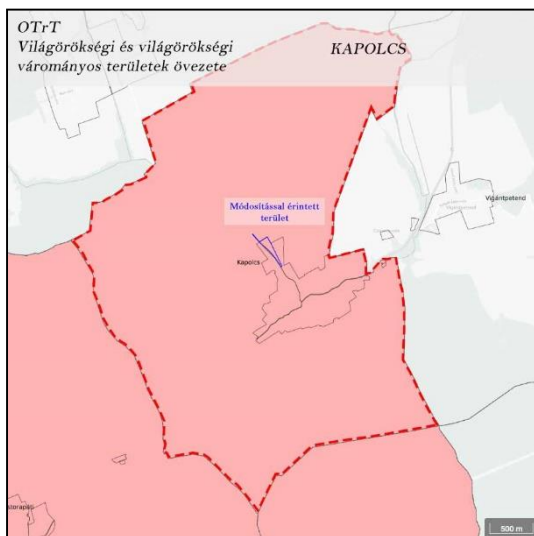 OTrT
Világörökségi és világörökségi
várományos területek övezete
KAPOLCS
Módosítással érintett
terület
Vigántpetend
Kapolcs
500 m